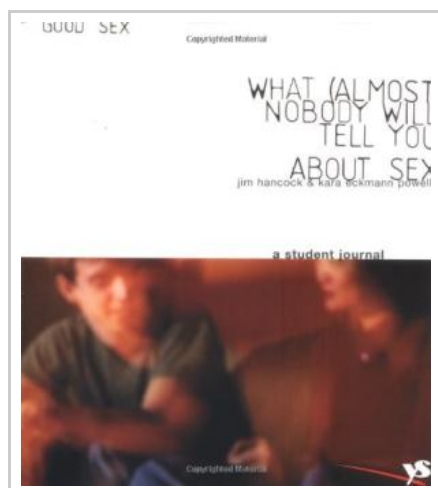 GOOD SEX
Copyrighted Material
WHAT (ALMOST
NOBODY WILL
TELL YOU
ABOUT SEX
jim hancock & kara eckmann powell
a student journal
Copyrighted Material
ys